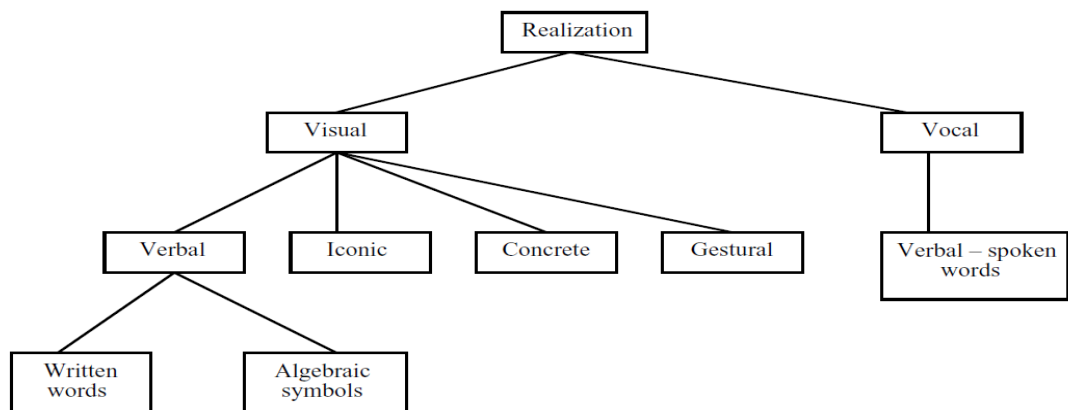 Realization
Visual
Vocal
Verbal
Iconic
Concrete
Gestural
Verbal – spoken
words
Written
words
Algebraic
symbols